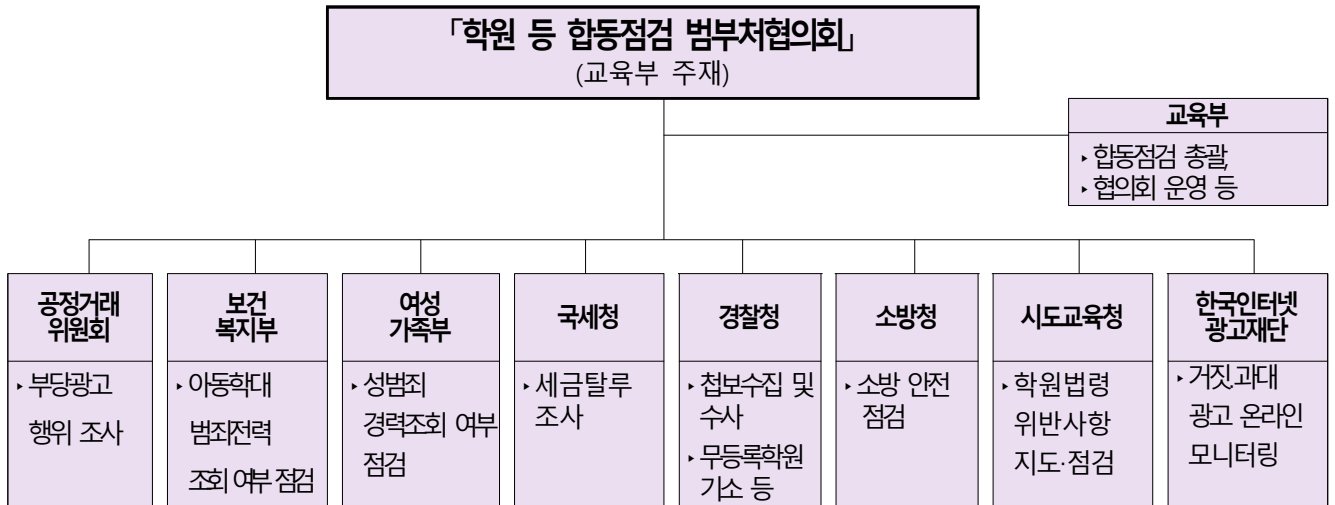 「학원 등 합동점검 범부처협의회」
(교육부 주재)
교육부
‣ 합동점검 총괄,
‣ 협의회 운영 등
공정거래
위원회
‣ 부당광고
행위 조사
보건
복지부
‣ 아동학대
범죄전력
조회 여부 점검
여성
가족부
‣ 성범죄
경력조회 여부
점검
국세청
‣ 세금탈루
조사
경찰청
‣ 첩보수집 및
수사
‣ 무등록학원
기소 등
소방청
‣ 소방 안전
점검
시도교육청
‣ 학원법령
위반사항
지도·점검
한국인터넷
광고재단
‣ 거짓.과대
광고 온라인
모니터링